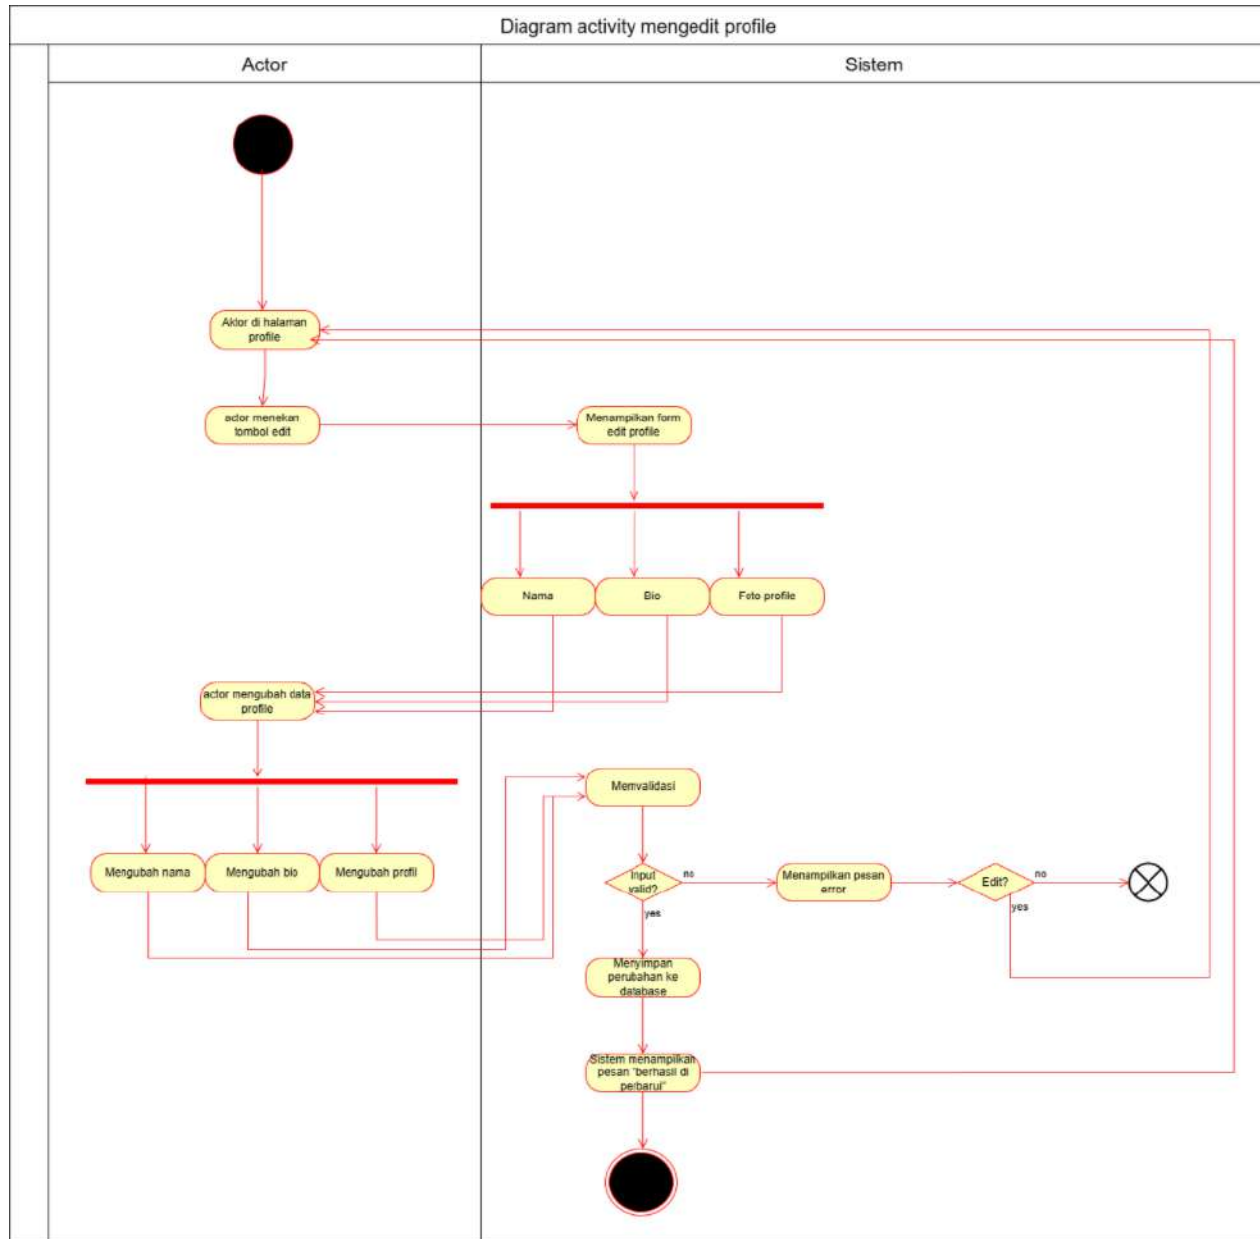 Diagram activity mengedit profile
Actor
Sistem
Aktor di halaman
profile
actor menekan
tombol edit
Menampilkan form
edit profile
Nama
Bio
Foto profile
actor mengubah data
profile
Memvalidasi
Mengubah nama
Mengubah bio
Mengubah profil
Input
valid?
no
Menampilkan pesan
error
Edit?
no
yes
yes
Menyimpan
perubahan ke
database
Sistem menampilkan
pesan "berhasil di
perbarui"